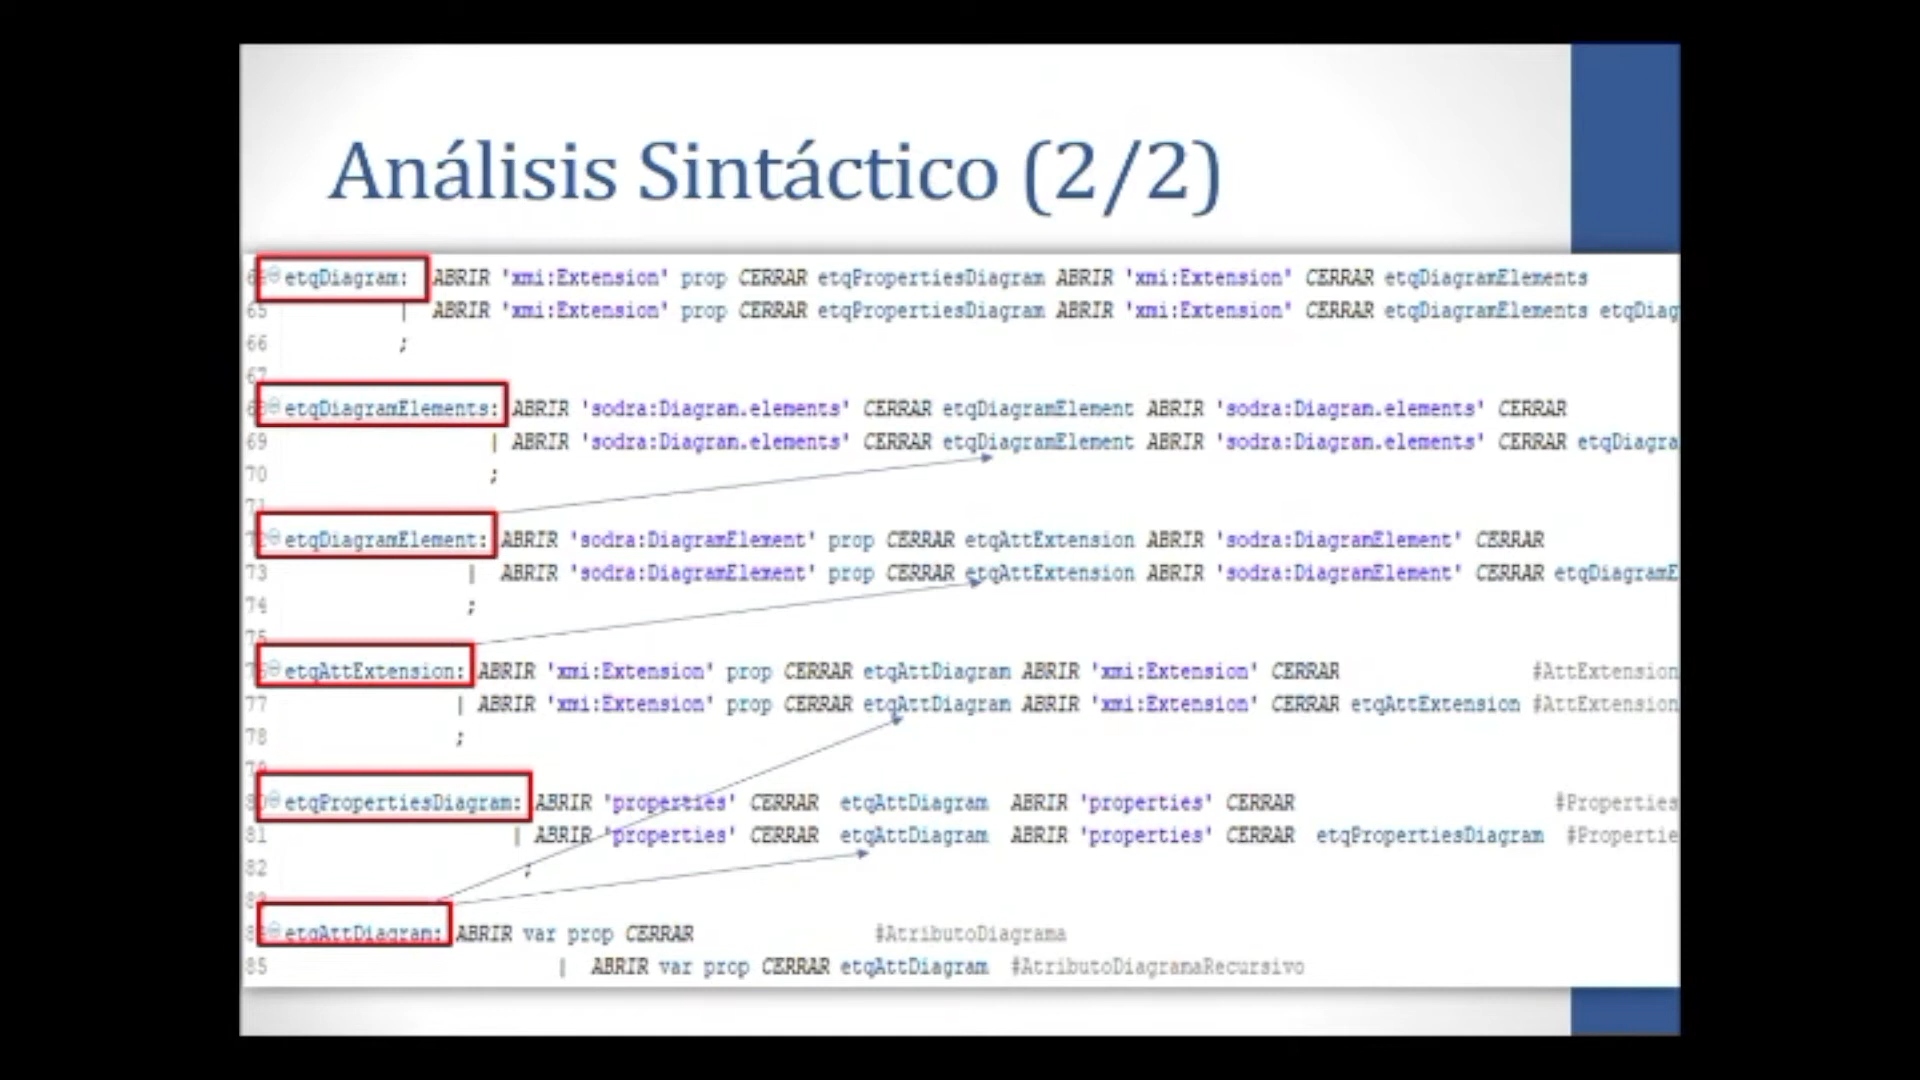 Análisis Sintáctico (2/2)
etqDiagram: ABRIR 'xmi:Extension' prop CERRAR etqPropertiesDiagram ABRIR 'xmi:Extension' CERRAR etqDiagramElements
65 | ABRIR 'xmi:Extension' prop CERRAR etqPropertiesDiagram ABRIR 'xmi:Extension' CERRAR etqDiagramElements etqDiag
66 ;
67
etqDiagramElements: ABRIR 'sodra:Diagram.elements' CERRAR etqDiagramElement ABRIR 'sodra:Diagram.elements' CERRAR
69 | ABRIR 'sodra:Diagram.elements' CERRAR etqDiagramElement ABRIR 'sodra:Diagram.elements' CERRAR etqDiagra
70 ;
71
etqDiagramElement: ABRIR 'sodra:DiagramElement' prop CERRAR etqAttExtension ABRIR 'sodra:DiagramElement' CERRAR
73 | ABRIR 'sodra:DiagramElement' prop CERRAR etqAttExtension ABRIR 'sodra:DiagramElement' CERRAR etqDiagramE
74 ;
75
etqAttExtension: ABRIR 'xmi:Extension' prop CERRAR etqAttDiagram ABRIR 'xmi:Extension' CERRAR #AttExtension
77 | ABRIR 'xmi:Extension' prop CERRAR etqAttDiagram ABRIR 'xmi:Extension' CERRAR etqAttExtension #AttExtension
78 ;
79
etqPropertiesDiagram: ABRIR 'properties' CERRAR etqAttDiagram ABRIR 'properties' CERRAR #Properties
81 | ABRIR 'properties' CERRAR etqAttDiagram ABRIR 'properties' CERRAR etqPropertiesDiagram #Propertie
82 ;
83
etqAttDiagram: ABRIR var prop CERRAR #AtributoDiagrama
85 | ABRIR var prop CERRAR etqAttDiagram #AtributoDiagramaRecursivo